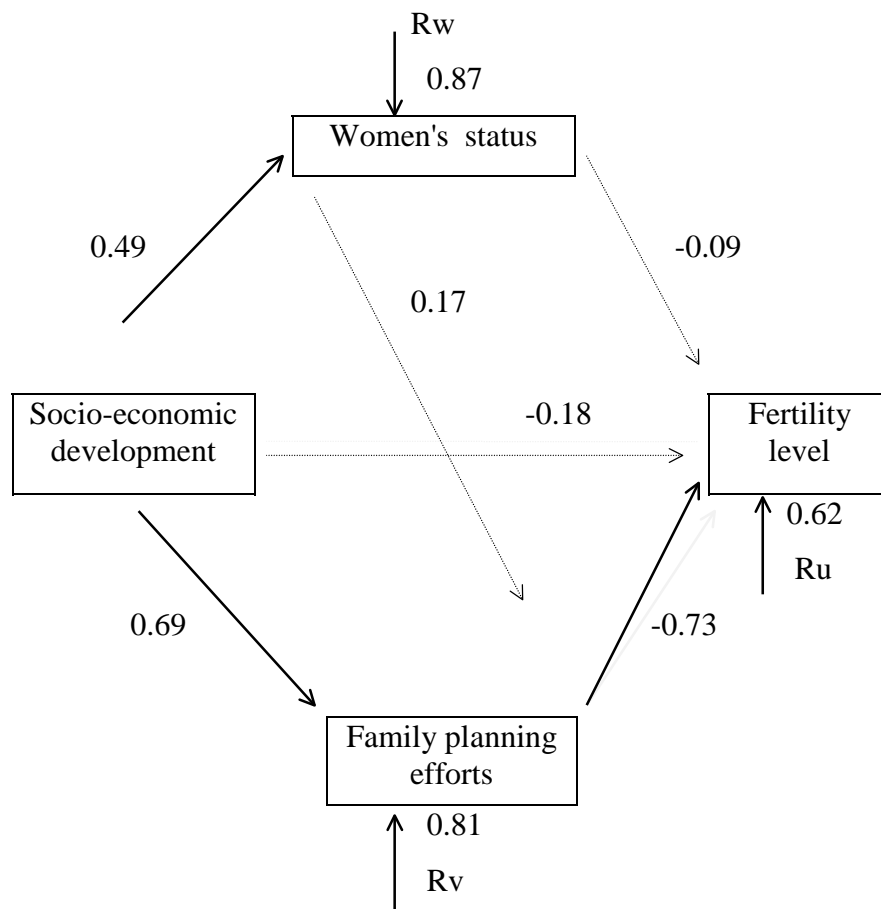 Rw
0.87
Women's status
0.49
-0.09
0.17
Socio-economic
development
-0.18
Fertility
level
0.62
Ru
0.69
-0.73
Family planning
efforts
0.81
Rv